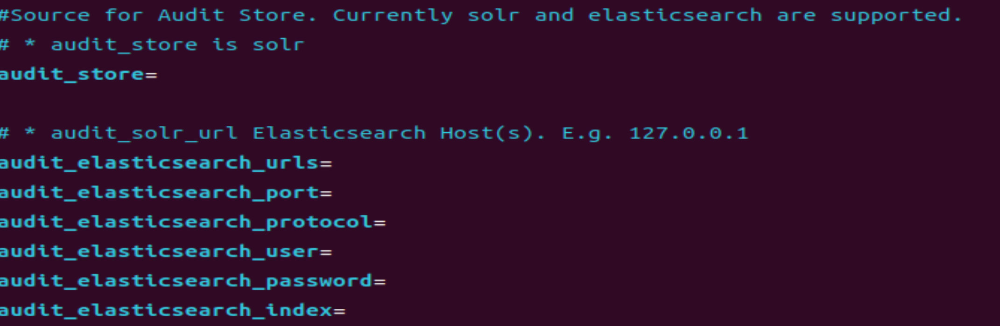 #Source for Audit Store. Currently solr and elasticsearch are supported.
# * audit_store is solr
audit_store=
# * audit_solr_url Elasticsearch Host(s). E.g. 127.0.0.1
audit_elasticsearch_urls=
audit_elasticsearch_port=
audit_elasticsearch_protocol=
audit_elasticsearch_user=
audit_elasticsearch_password=
audit_elasticsearch_index=